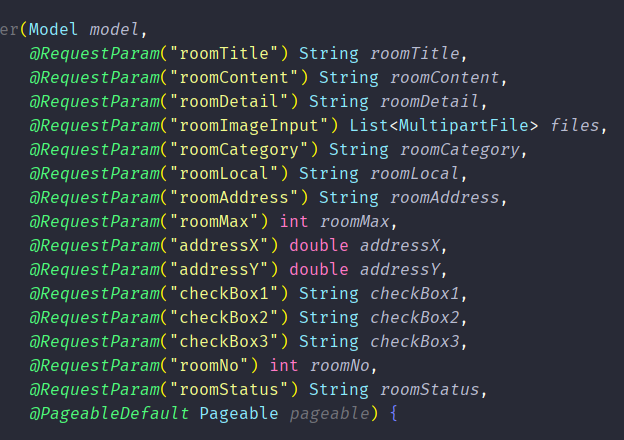 er(Model model,
@RequestParam("roomTitle") String roomTitle,
@RequestParam("roomContent") String roomContent,
@RequestParam("roomDetail") String roomDetail,
@RequestParam("roomImageInput") List<MultipartFile> files,
@RequestParam("roomCategory") String roomCategory,
@RequestParam("roomLocal") String roomLocal,
@RequestParam("roomAddress") String roomAddress,
@RequestParam("roomMax") int roomMax,
@RequestParam("addressX") double addressX,
@RequestParam("addressY") double addressY,
@RequestParam("checkBox1") String checkBox1,
@RequestParam("checkBox2") String checkBox2,
@RequestParam("checkBox3") String checkBox3,
@RequestParam("roomNo") int roomNo,
@RequestParam("roomStatus") String roomStatus,
@PageableDefault Pageable pageable) {